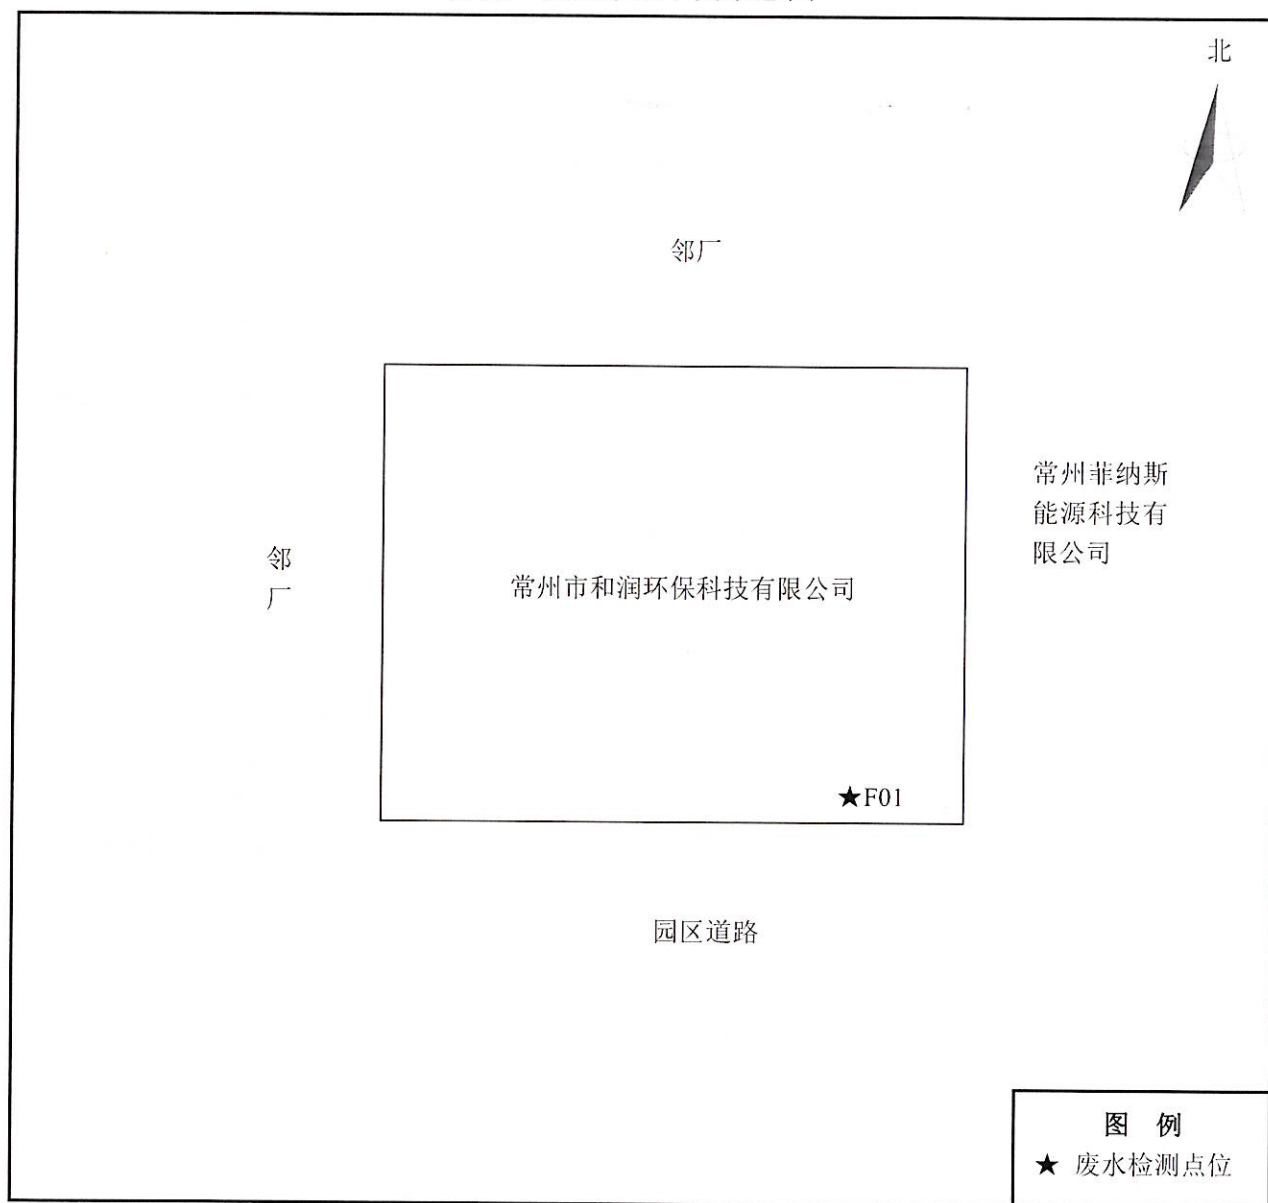 北
邻厂
常州菲纳斯
能源科技有
限公司
邻
厂
常州市和润环保科技有限公司
★F01
园区道路
图 例
★ 废水检测点位